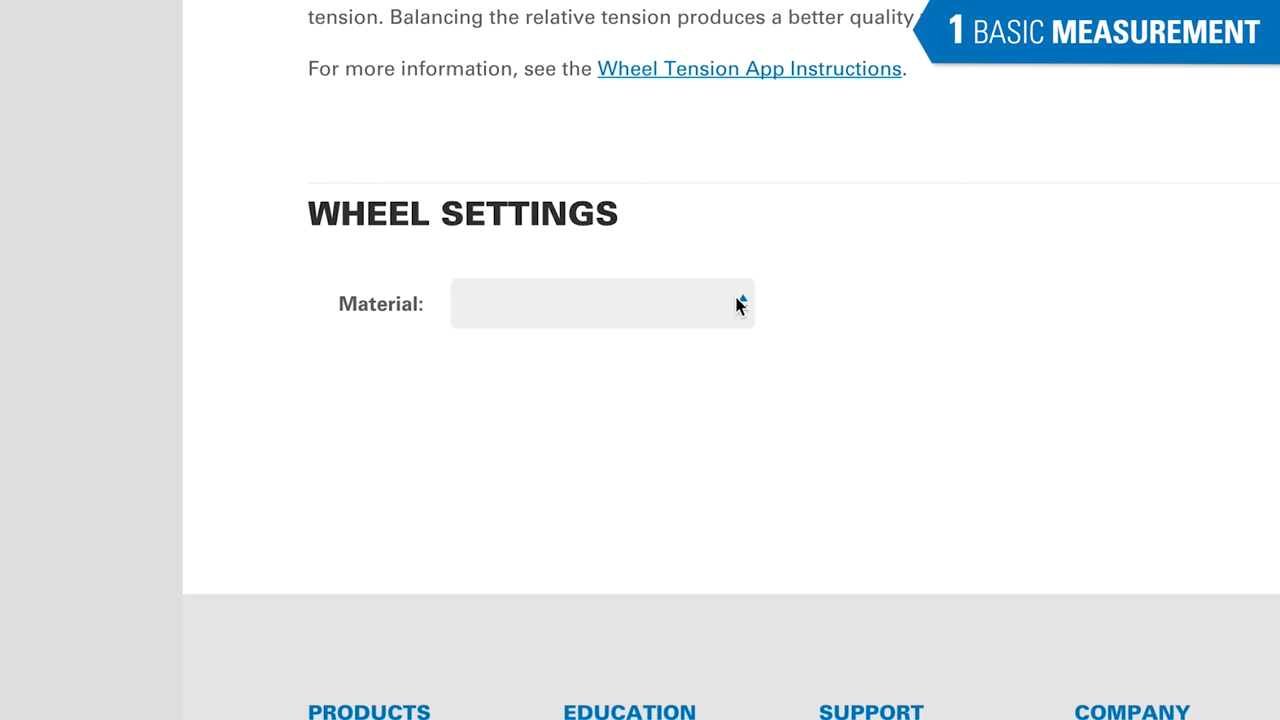 tension. Balancing the relative tension produces a better quality
1 BASIC MEASUREMENT
For more information, see the Wheel Tension App Instructions.
WHEEL SETTINGS
Material:
PRODUCTS EDUCATION SUPPORT COMPANY